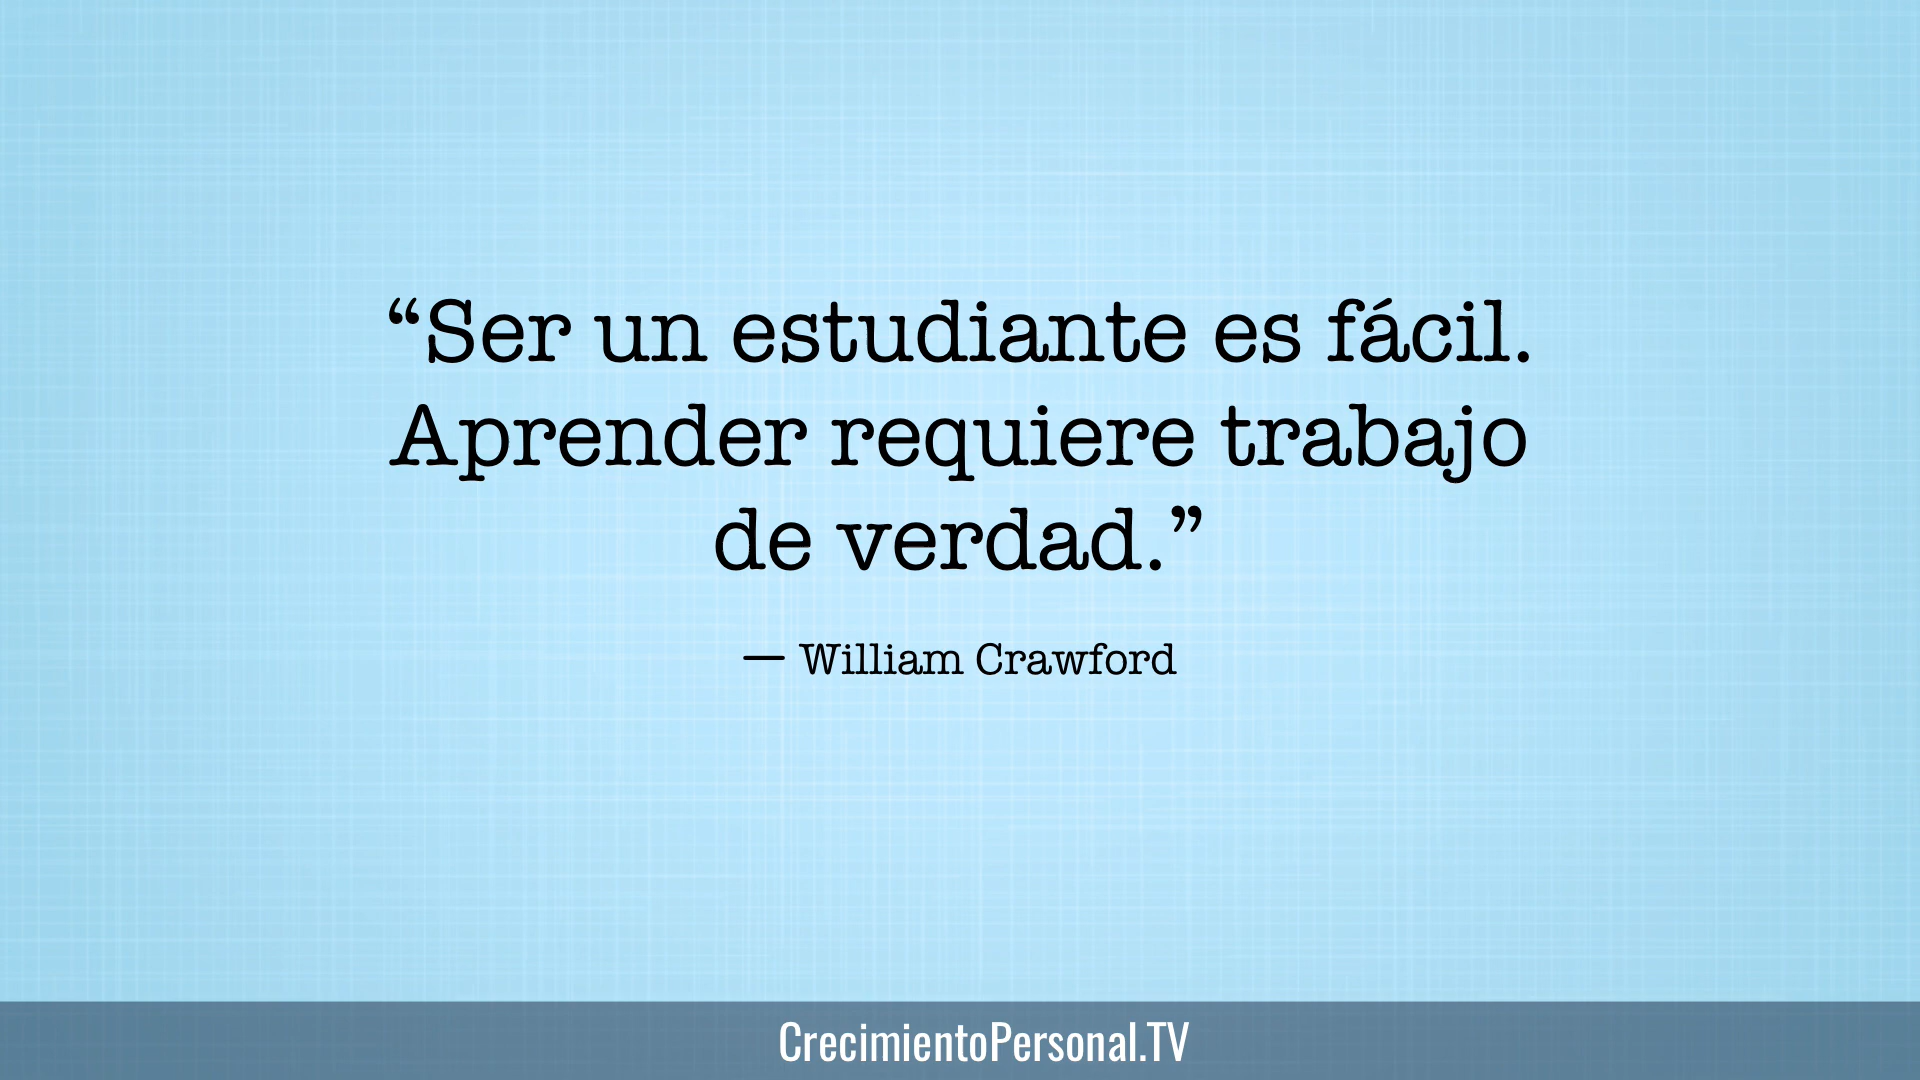 “Ser un estudiante es fácil.
Aprender requiere trabajo
de verdad.”
— William Crawford
CrecimientoPersonal.TV